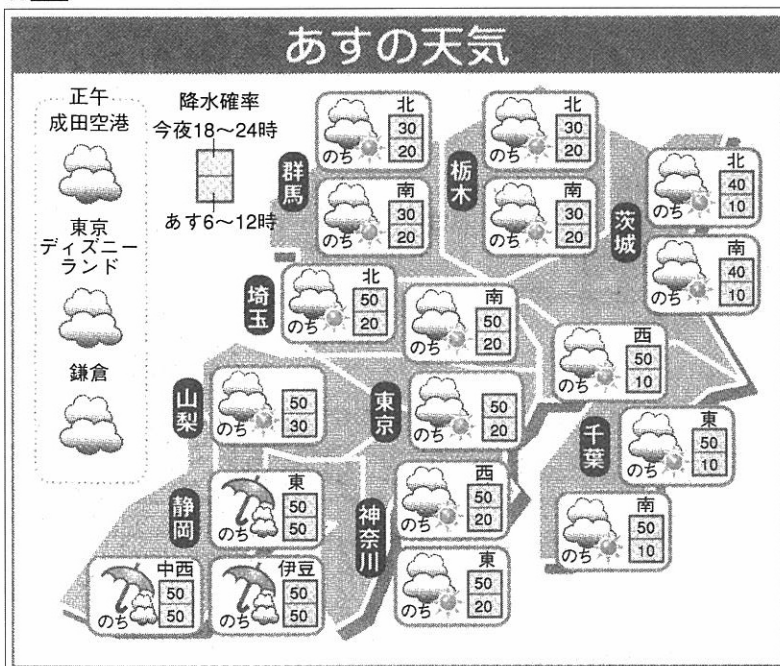 あすの天気
正午
成田空港
東京
ディズニー
ランド
鎌倉
降水確率
今夜18～24時
あす6～12時
群馬
北
30
20
のち
南
30
20
のち
栃木
北
30
20
のち
南
30
20
のち
茨城
北
40
10
のち
南
40
10
のち
埼玉
北
50
20
のち
南
50
20
のち
千葉
西
50
10
のち
東
50
10
のち
南
50
10
のち
山梨
50
30
のち
東京
50
20
のち
神奈川
西
50
20
のち
東
50
20
のち
静岡
東
50
50
のち
中西
50
50
のち
伊豆
50
50
のち